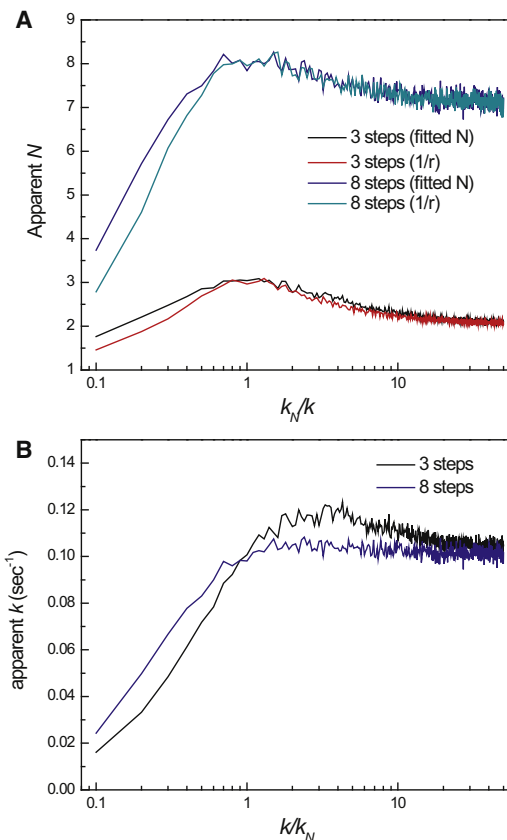 A
9
8
7
6
5
4
3
2
1
Apparent N
3 steps (fitted N)
3 steps (1/r)
8 steps (fitted N)
8 steps (1/r)
0.1
1
10
kN/k
B
0.14
0.12
0.10
0.08
0.06
0.04
0.02
0.00
apparent k (sec-1)
3 steps
8 steps
0.1
1
10
k/kN